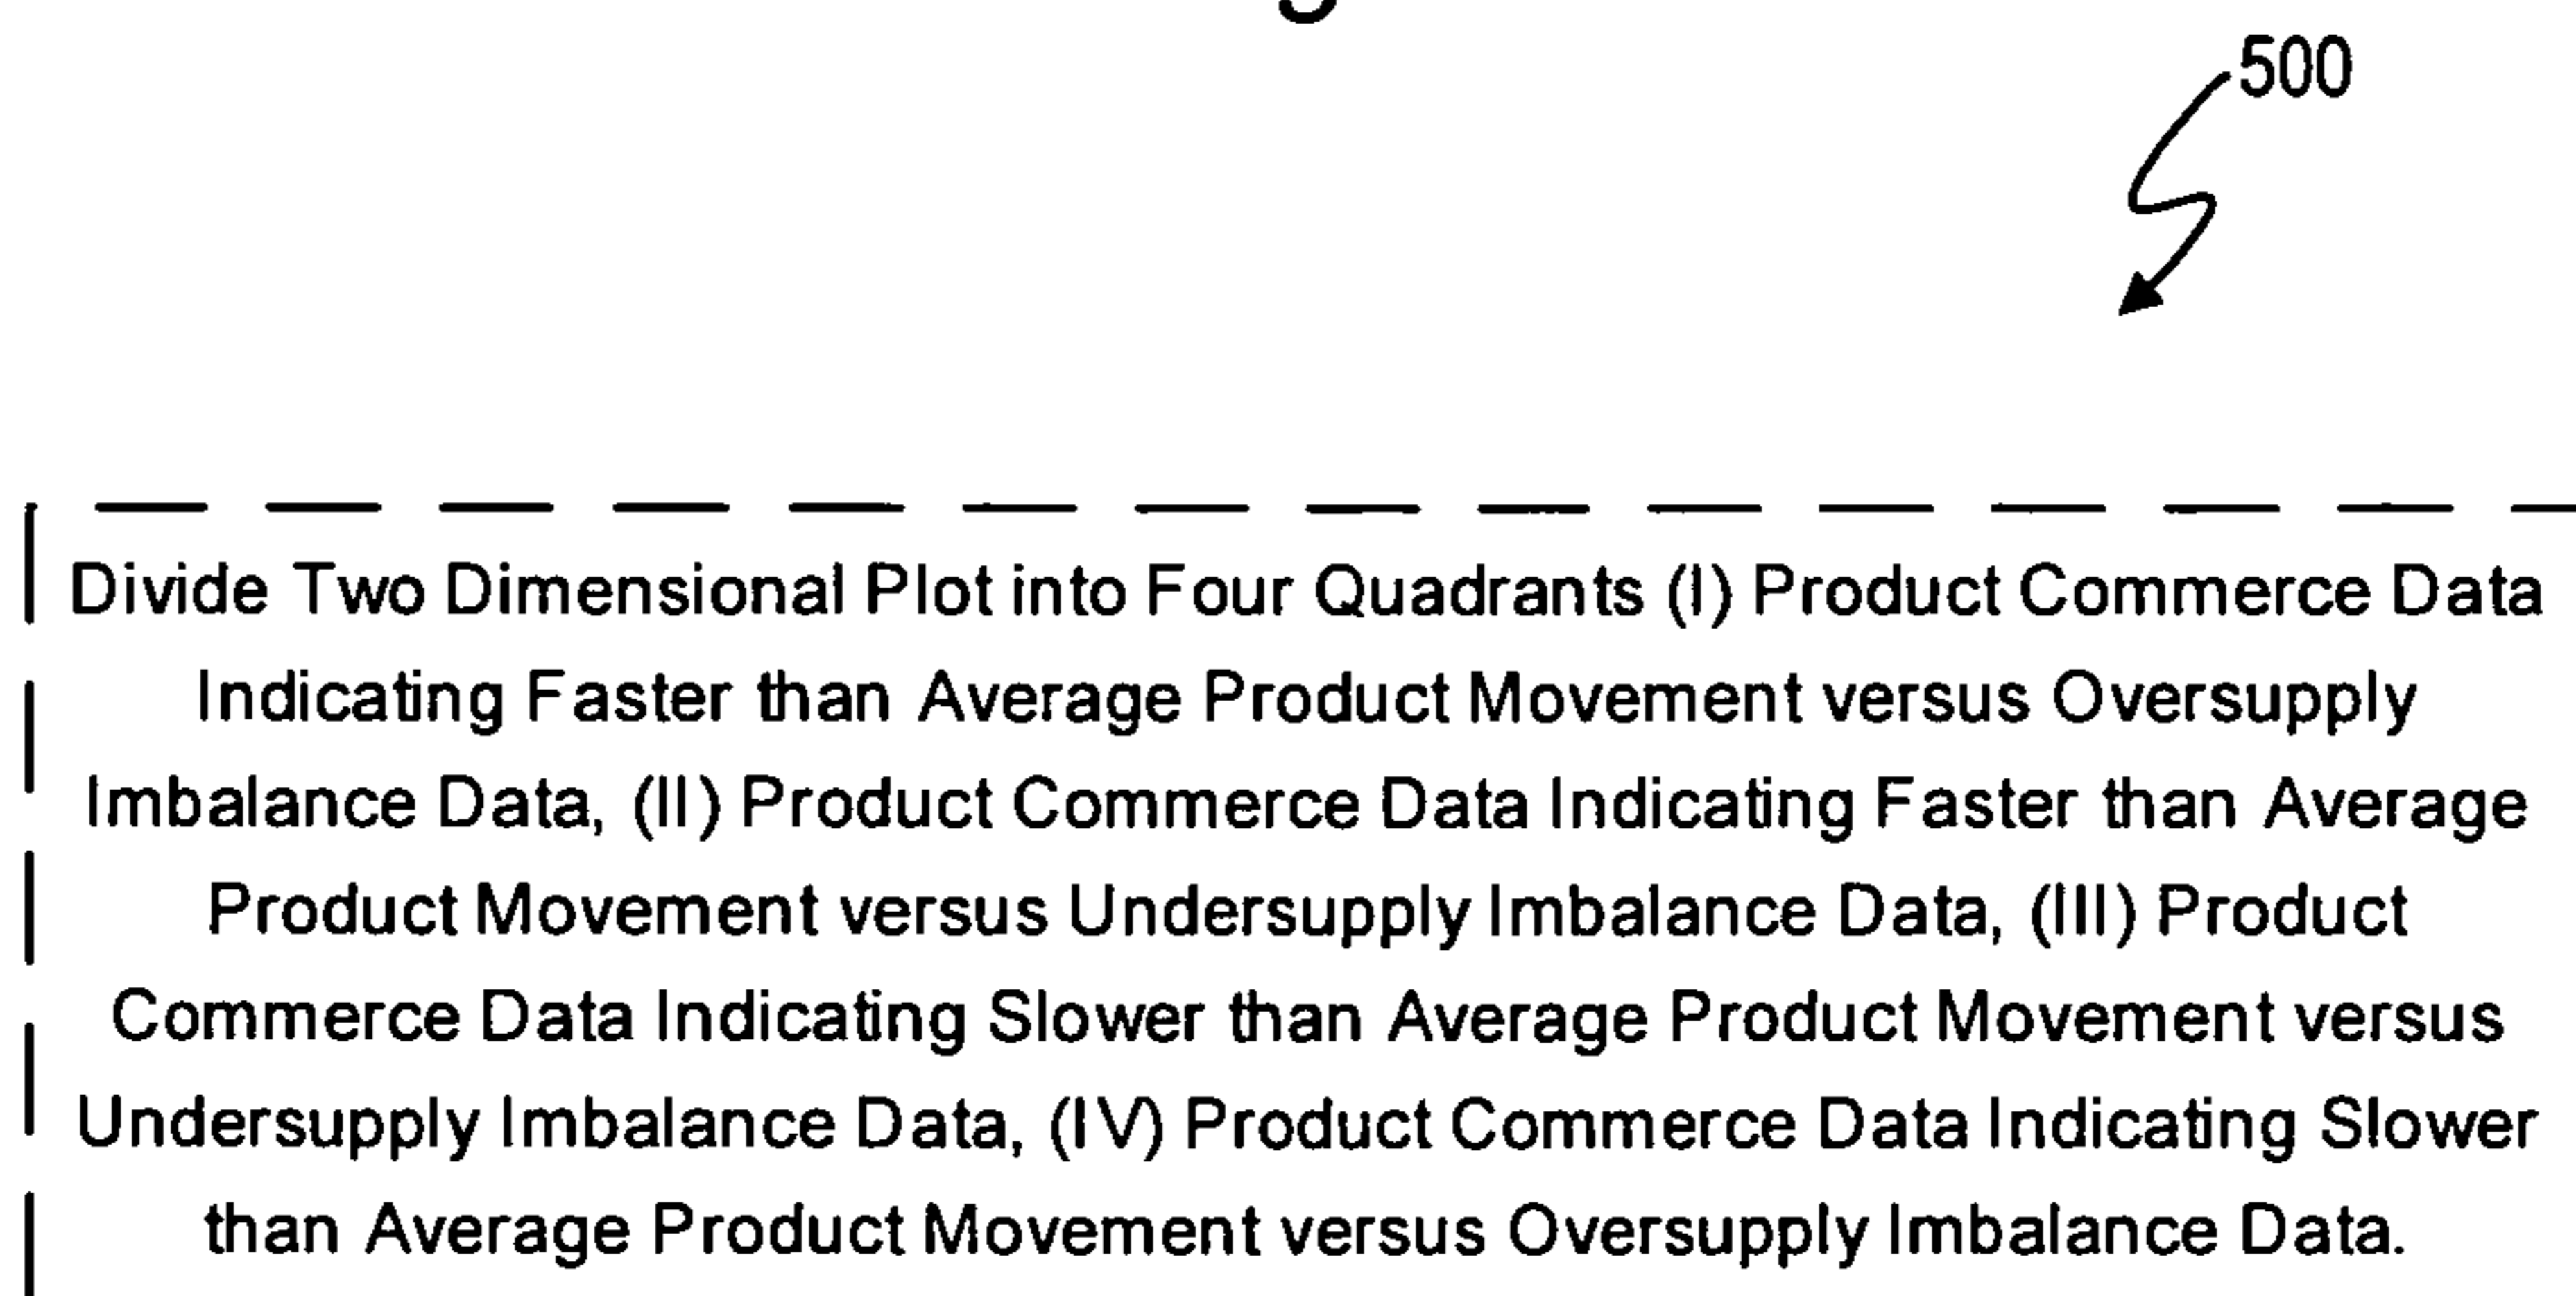 500
Divide Two Dimensional Plot into Four Quadrants (I) Product Commerce Data
Indicating Faster than Average Product Movement versus Oversupply
Imbalance Data, (II) Product Commerce Data Indicating Faster than Average
Product Movement versus Undersupply Imbalance Data, (III) Product
Commerce Data Indicating Slower than Average Product Movement versus
Undersupply Imbalance Data, (IV) Product Commerce Data Indicating Slower
than Average Product Movement versus Oversupply Imbalance Data.